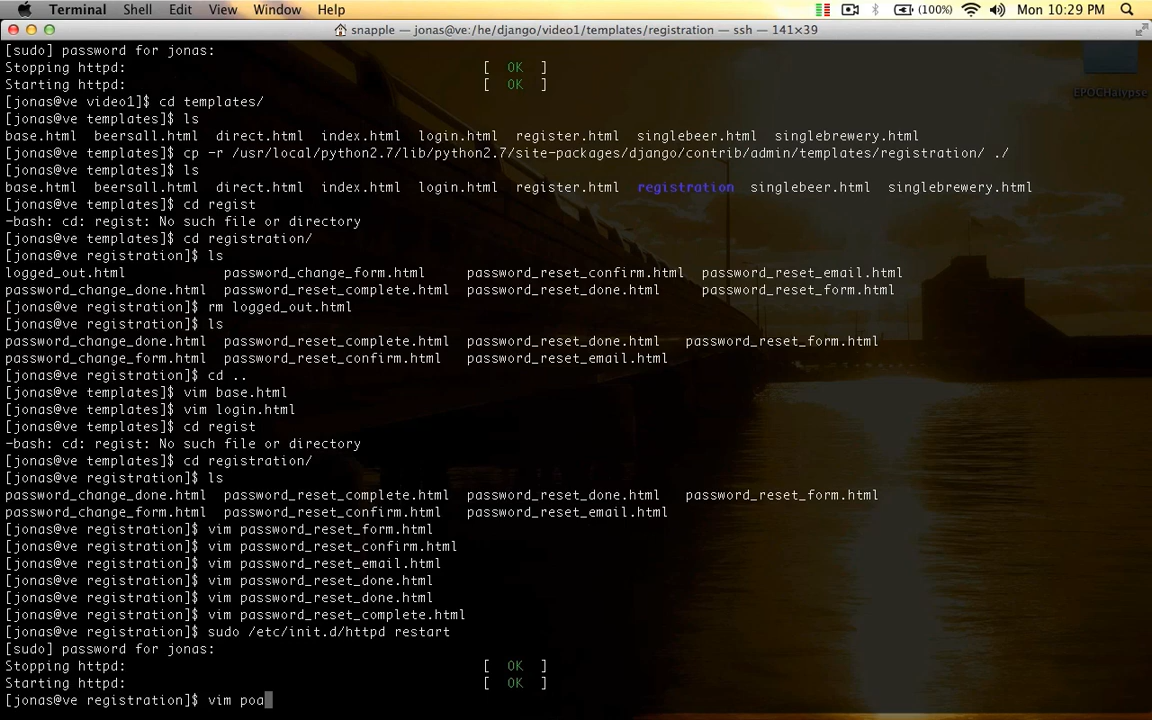 Terminal Shell Edit View Window Help (100%) Mon 10:29 PM
snapple — jonas@ve:/he/django/video1/templates/registration — ssh — 141×39
EPOCHalypse
[sudo] password for jonas:
Stopping httpd: [ OK ]
Starting httpd: [ OK ]
[jonas@ve video1]$ cd templates/
[jonas@ve templates]$ ls
base.html beersall.html direct.html index.html login.html register.html singlebeer.html singlebrewery.html
[jonas@ve templates]$ cp -r /usr/local/python2.7/lib/python2.7/site-packages/django/contrib/admin/templates/registration/ ./
[jonas@ve templates]$ ls
base.html beersall.html direct.html index.html login.html register.html registration singlebeer.html singlebrewery.html
[jonas@ve templates]$ cd regist
-bash: cd: regist: No such file or directory
[jonas@ve templates]$ cd registration/
[jonas@ve registration]$ ls
logged_out.html password_change_form.html password_reset_confirm.html password_reset_email.html
password_change_done.html password_reset_complete.html password_reset_done.html password_reset_form.html
[jonas@ve registration]$ rm logged_out.html
[jonas@ve registration]$ ls
password_change_done.html password_reset_complete.html password_reset_done.html password_reset_form.html
password_change_form.html password_reset_confirm.html password_reset_email.html
[jonas@ve registration]$ cd ..
[jonas@ve templates]$ vim base.html
[jonas@ve templates]$ vim login.html
[jonas@ve templates]$ cd regist
-bash: cd: regist: No such file or directory
[jonas@ve templates]$ cd registration/
[jonas@ve registration]$ ls
password_change_done.html password_reset_complete.html password_reset_done.html password_reset_form.html
password_change_form.html password_reset_confirm.html password_reset_email.html
[jonas@ve registration]$ vim password_reset_form.html
[jonas@ve registration]$ vim password_reset_confirm.html
[jonas@ve registration]$ vim password_reset_email.html
[jonas@ve registration]$ vim password_reset_done.html
[jonas@ve registration]$ vim password_reset_done.html
[jonas@ve registration]$ vim password_reset_complete.html
[jonas@ve registration]$ sudo /etc/init.d/httpd restart
[sudo] password for jonas:
Stopping httpd: [ OK ]
Starting httpd: [ OK ]
[jonas@ve registration]$ vim poa